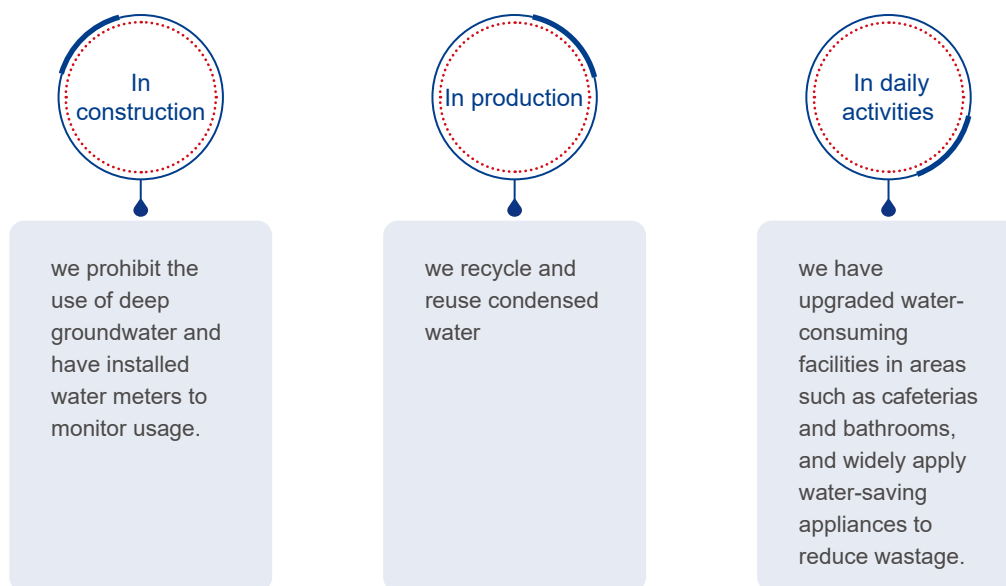 In
construction
we prohibit the
use of deep
groundwater and
have installed
water meters to
monitor usage.
In production
we recycle and
reuse condensed
water
In daily
activities
we have
upgraded water-
consuming
facilities in areas
such as cafeterias
and bathrooms,
and widely apply
water-saving
appliances to
reduce wastage.